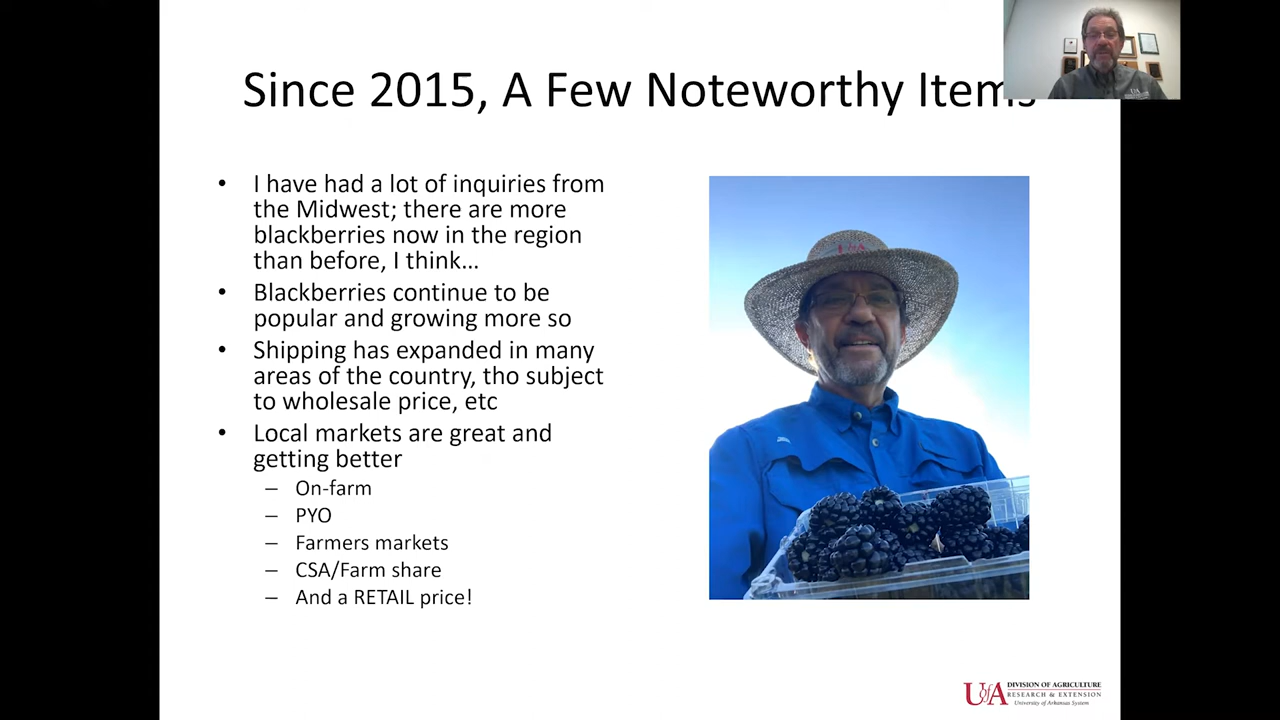 Since 2015, A Few Noteworthy Items
• I have had a lot of inquiries from
the Midwest; there are more
blackberries now in the region
than before, I think…
• Blackberries continue to be
popular and growing more so
• Shipping has expanded in many
areas of the country, tho subject
to wholesale price, etc
• Local markets are great and
getting better
– On-farm
– PYO
– Farmers markets
– CSA/Farm share
– And a RETAIL price!
UofA DIVISION OF AGRICULTURE
RESEARCH & EXTENSION
University of Arkansas System